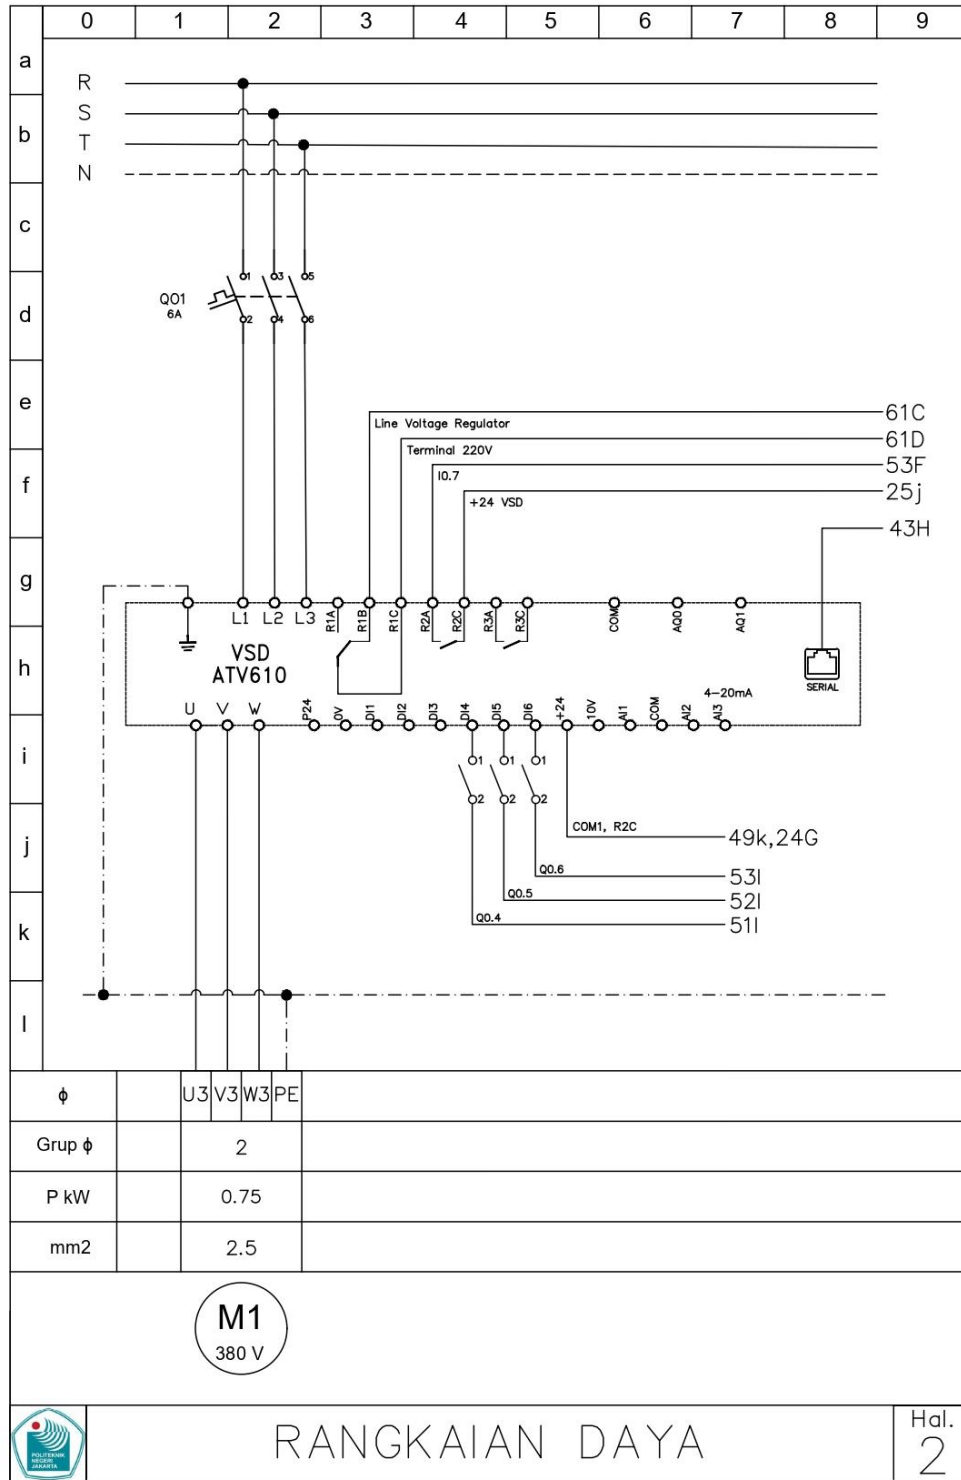 0 1 2 3 4 5 6 7 8 9
a
R
S
b
T
N
c
1 3 5
Q01
6A
d
2 4 6
e
61C
Line Voltage Regulator
61D
Terminal 220V
53F
I0.7
f
25j
+24 VSD
43H
g
L1 L2 L3 R1A R1B R1C R2A R2C R3A R3C COM AQ0 AQ1
h
VSD
ATV610
SERIAL
4-20mA
U V W P24 0V DI1 DI2 DI3 DI4 DI5 DI6 +24 10V AI1 COM AI2 AI3
i
1 1 1
2 2 2
j
COM1, R2C
49k,24G
Q0.6
53I
Q0.5
52I
Q0.4
51I
k
l
ϕ U3 V3 W3 PE
Grup ϕ 2
P kW 0.75
mm2 2.5
M1
380 V
POLITEKNIK
NEGERI
JAKARTA
RANGKAIAN DAYA
Hal.
2